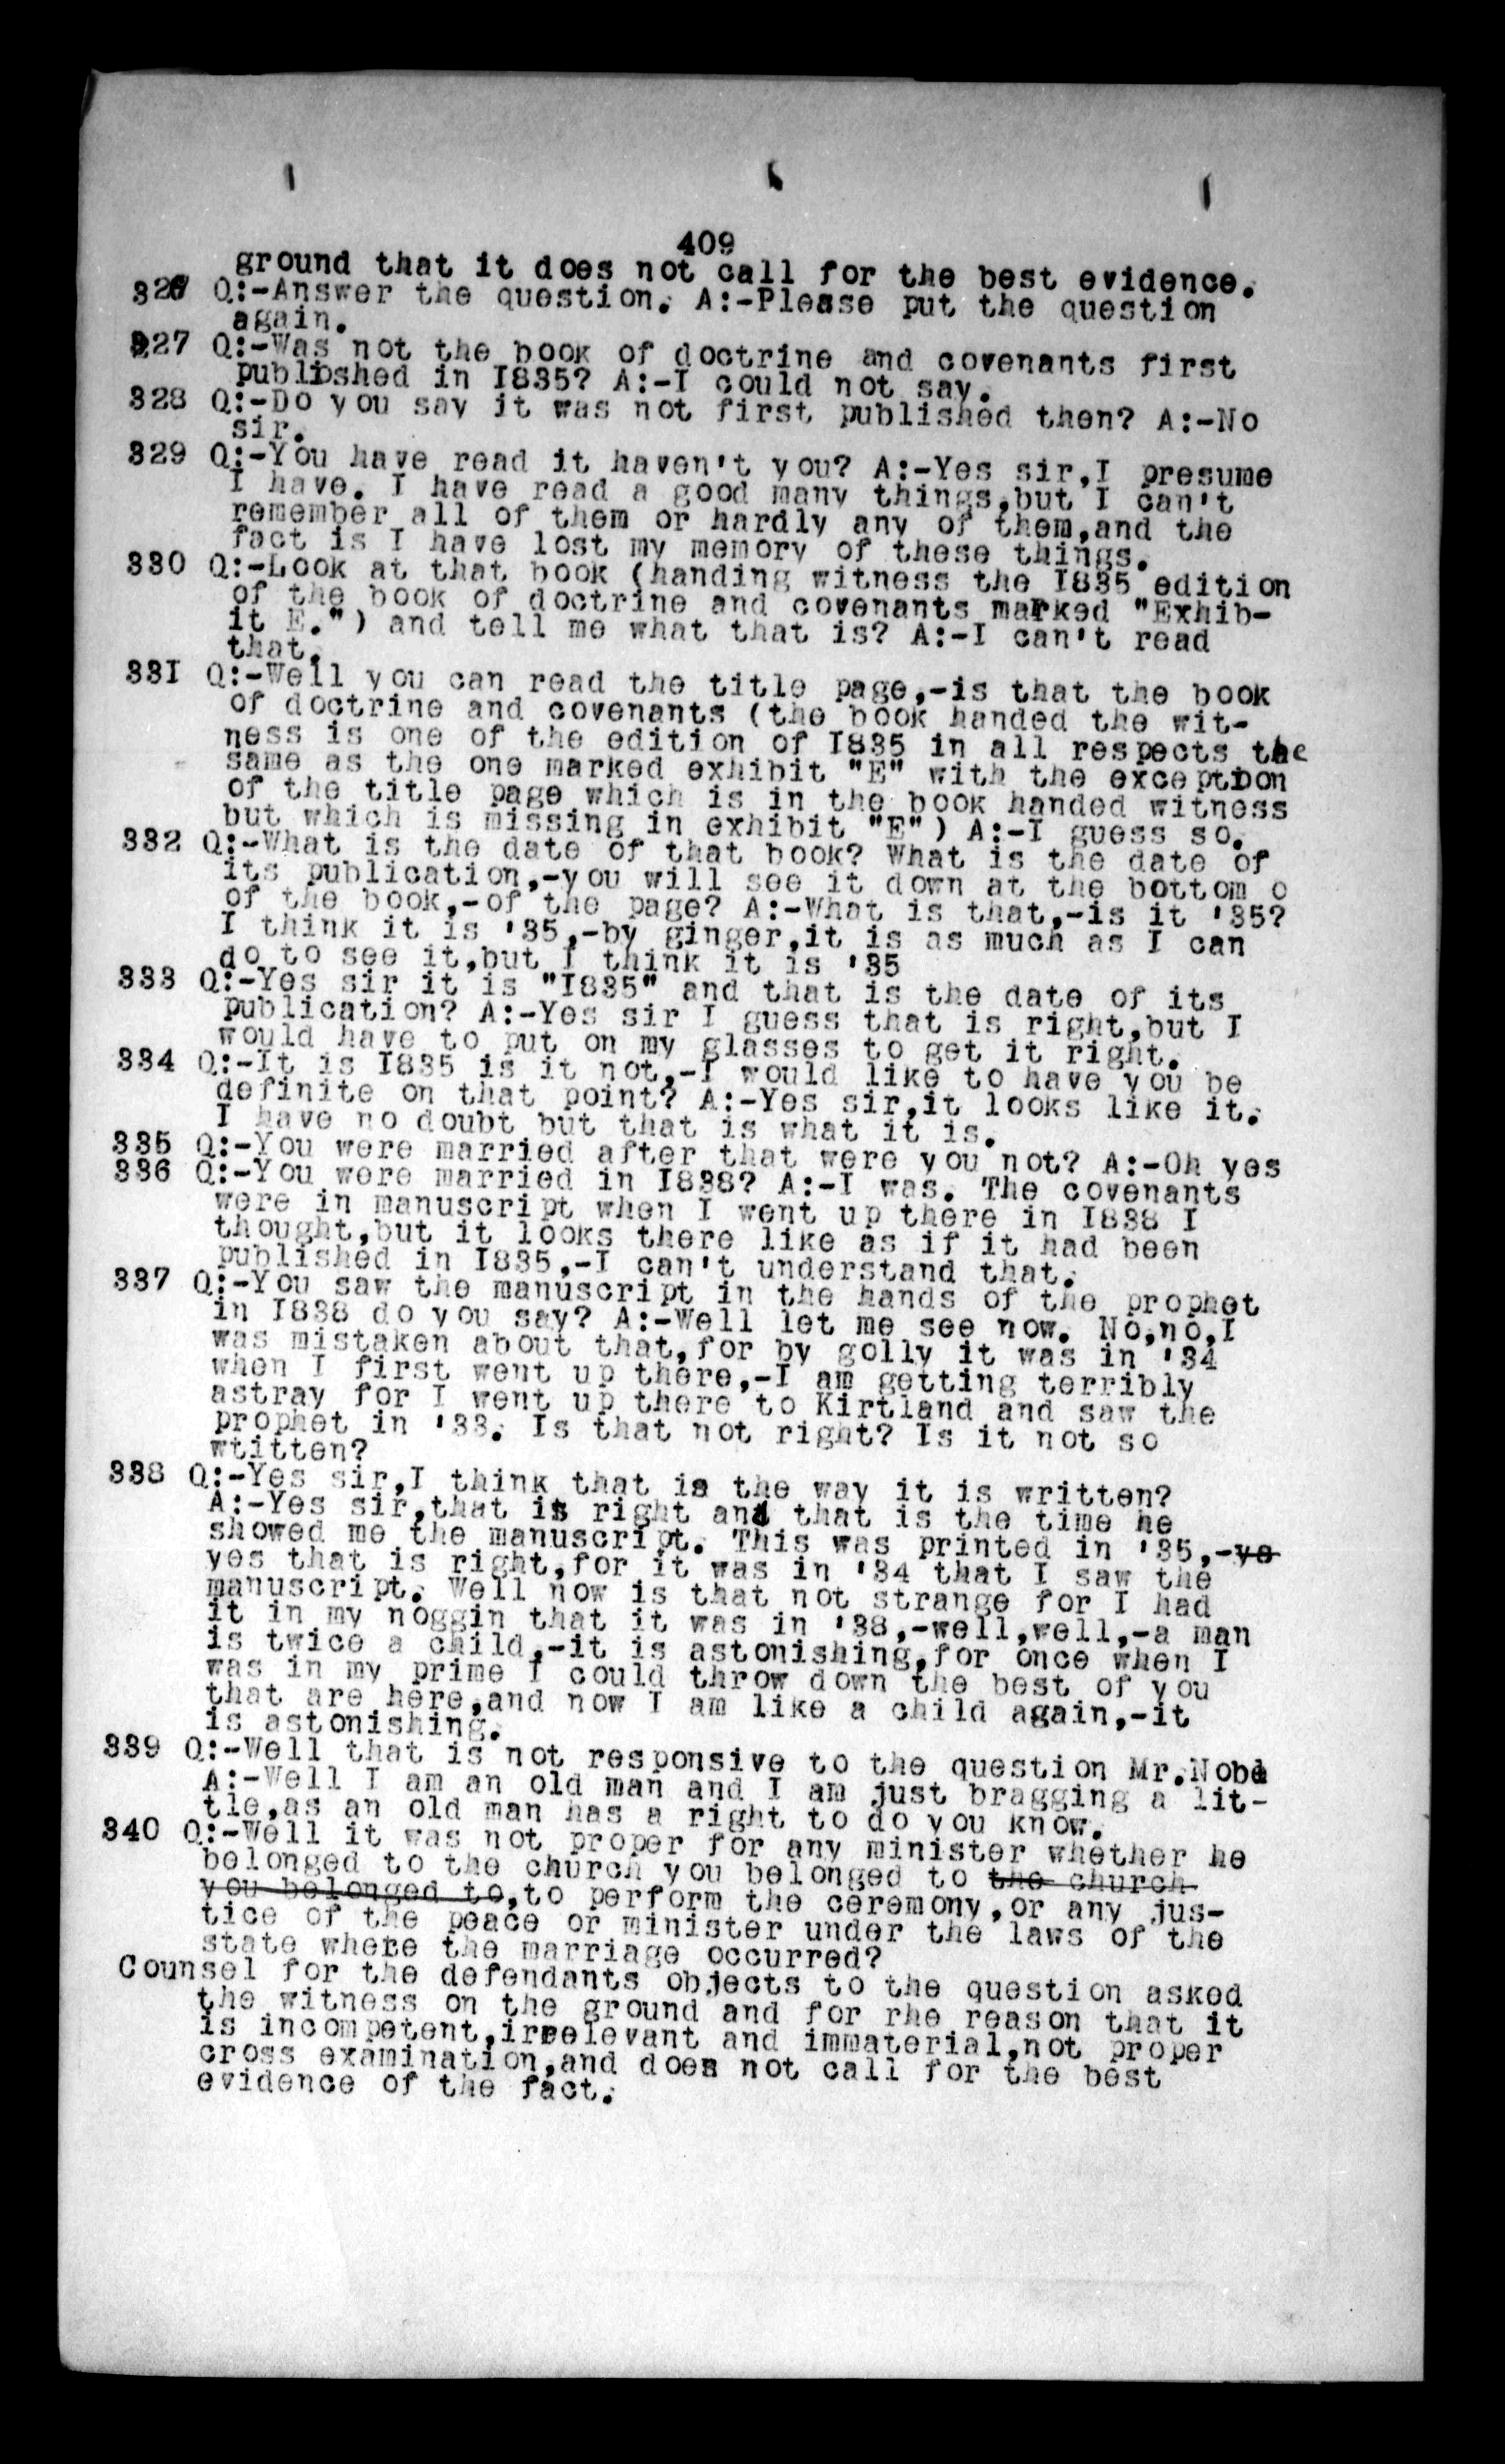 409
ground that it does not call for the best evidence.
326 Q:-Answer the question. A:-Please put the question
again.
327 Q:-Was not the book of doctrine and covenants first
published in I835? A:-I could not say.
328 Q:-Do you say it was not first published then? A:-No
sir.
329 Q:-You have read it haven't you? A:-Yes sir,I presume
I have. I have read a good many things,but I can't
remember all of them or hardly any of them,and the
fact is I have lost my memory of these things.
330 Q:-Look at that book (handing witness the I835 edition
of the book of doctrine and covenants marked "Exhib-
it E.") and tell me what that is? A:-I can't read
that.
33I Q:-Well you can read the title page,-is that the book
of doctrine and covenants (the book handed the wit-
ness is one of the edition of I835 in all respects the
same as the one marked exhibit "E" with the exception
of the title page which is in the book handed witness
but which is missing in exhibit "E") A:-I guess so.
332 Q:-What is the date of that book? What is the date of
its publication,-you will see it down at the bottom o
of the book,-of the page? A:-What is that,-is it '35?
I think it is '35,-by ginger,it is as much as I can
do to see it,but I think it is '35
333 Q:-Yes sir it is "I835" and that is the date of its
publication? A:-Yes sir I guess that is right,but I
would have to put on my glasses to get it right.
334 Q:-It is I835 is it not,-I would like to have you be
definite on that point? A:-Yes sir,it looks like it.
I have no doubt but that is what it is.
335 Q:-You were married after that were you not? A:-Oh yes
336 Q:-You were married in I838? A:-I was. The covenants
were in manuscript when I went up there in I838 I
thought,but it looks there like as if it had been
published in I835,-I can't understand that.
337 Q:-You saw the manuscript in the hands of the prophet
in I838 do you say? A:-Well let me see now. No,no,I
was mistaken about that,for by golly it was in '34
when I first went up there,-I am getting terribly
astray for I went up there to Kirtland and saw the
prophet in '33. Is that not right? Is it not so
wtitten?
338 Q:-Yes sir,I think that is the way it is written?
A:-Yes sir,that is right and that is the time he
showed me the manuscript. This was printed in '35,-ye
yes that is right,for it was in '34 that I saw the
manuscript. Well now is that not strange for I had
it in my noggin that it was in '38,-well,well,-a man
is twice a child,-it is astonishing,for once when I
was in my prime I could throw down the best of you
that are here,and now I am like a child again,-it
is astonishing.
339 Q:-Well that is not responsive to the question Mr.Noble
A:-Well I am an old man and I am just bragging a lit-
tle,as an old man has a right to do you know.
340 Q:-Well it was not proper for any minister whether he
belonged to the church you belonged to the church
you belonged to,to perform the ceremony,or any jus-
tice of the peace or minister under the laws of the
state where the marriage occurred?
Counsel for the defendants objects to the question asked
the witness on the ground and for rhe reason that it
is incompetent,irrelevant and immaterial,not proper
cross examination,and does not call for the best
evidence of the fact.